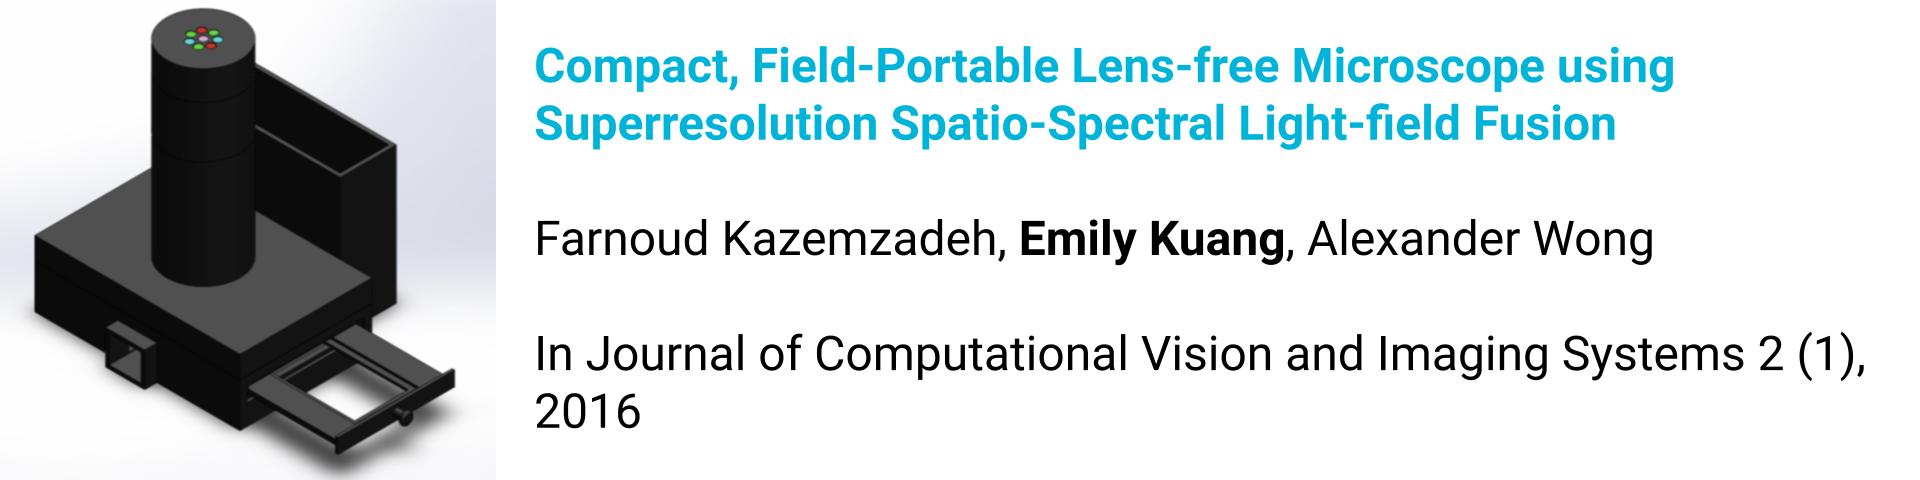 Compact, Field-Portable Lens-free Microscope using
Superresolution Spatio-Spectral Light-field Fusion
Farnoud Kazemzadeh, Emily Kuang, Alexander Wong
In Journal of Computational Vision and Imaging Systems 2 (1),
2016